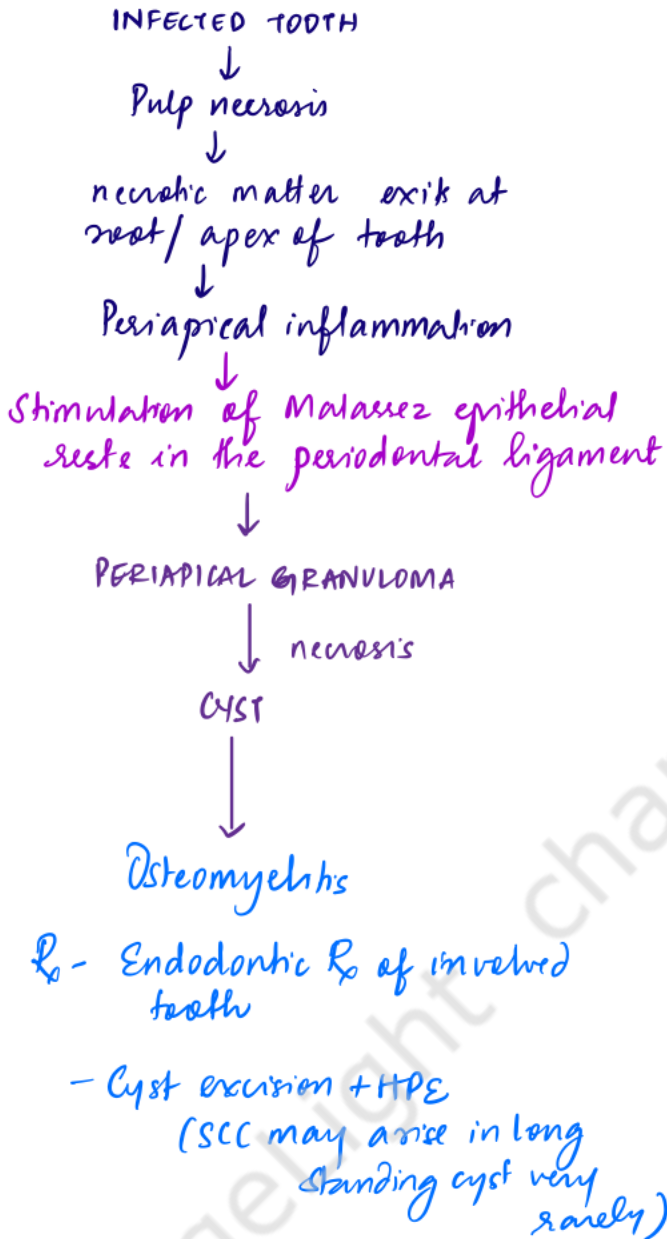 INFECTED TOOTH
↓
Pulp necrosis
↓
necrotic matter exits at
root/ apex of tooth
↓
Periapical inflammation
↓
Stimulation of Malassez epithelial
rests in the periodontal ligament
↓
PERIAPICAL GRANULOMA
↓ necrosis
CYST
↓
Osteomyelitis
Rx - Endodontic Rx of involved
tooth
- Cyst excision + HPE
(SCC may arise in long
standing cyst very
rarely)